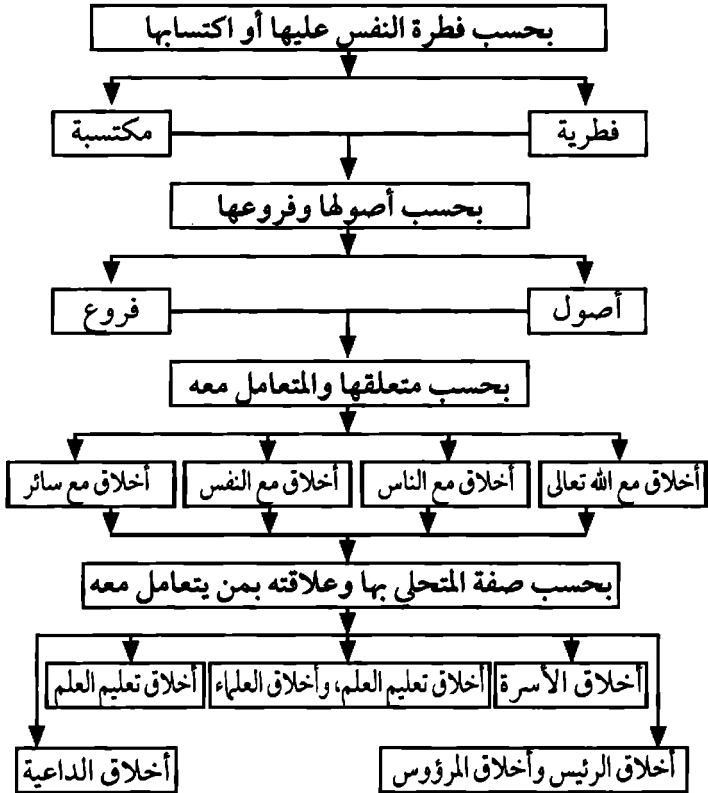 بحسب فطرة النفس عليها أو اكتسابها
فطرية
مكتسبة
بحسب أصولها وفروعها
أصول
فروع
بحسب متعلقها والمتعامل معه
أخلاق مع الله تعالى
أخلاق مع الناس
أخلاق مع النفس
أخلاق مع سائر
بحسب صفة المتحلي بها وعلاقته بمن يتعامل معه
أخلاق الأسرة
أخلاق تعليم العلم، وأخلاق العلماء
أخلاق تعليم العلم
أخلاق الرئيس وأخلاق المرؤوس
أخلاق الداعية